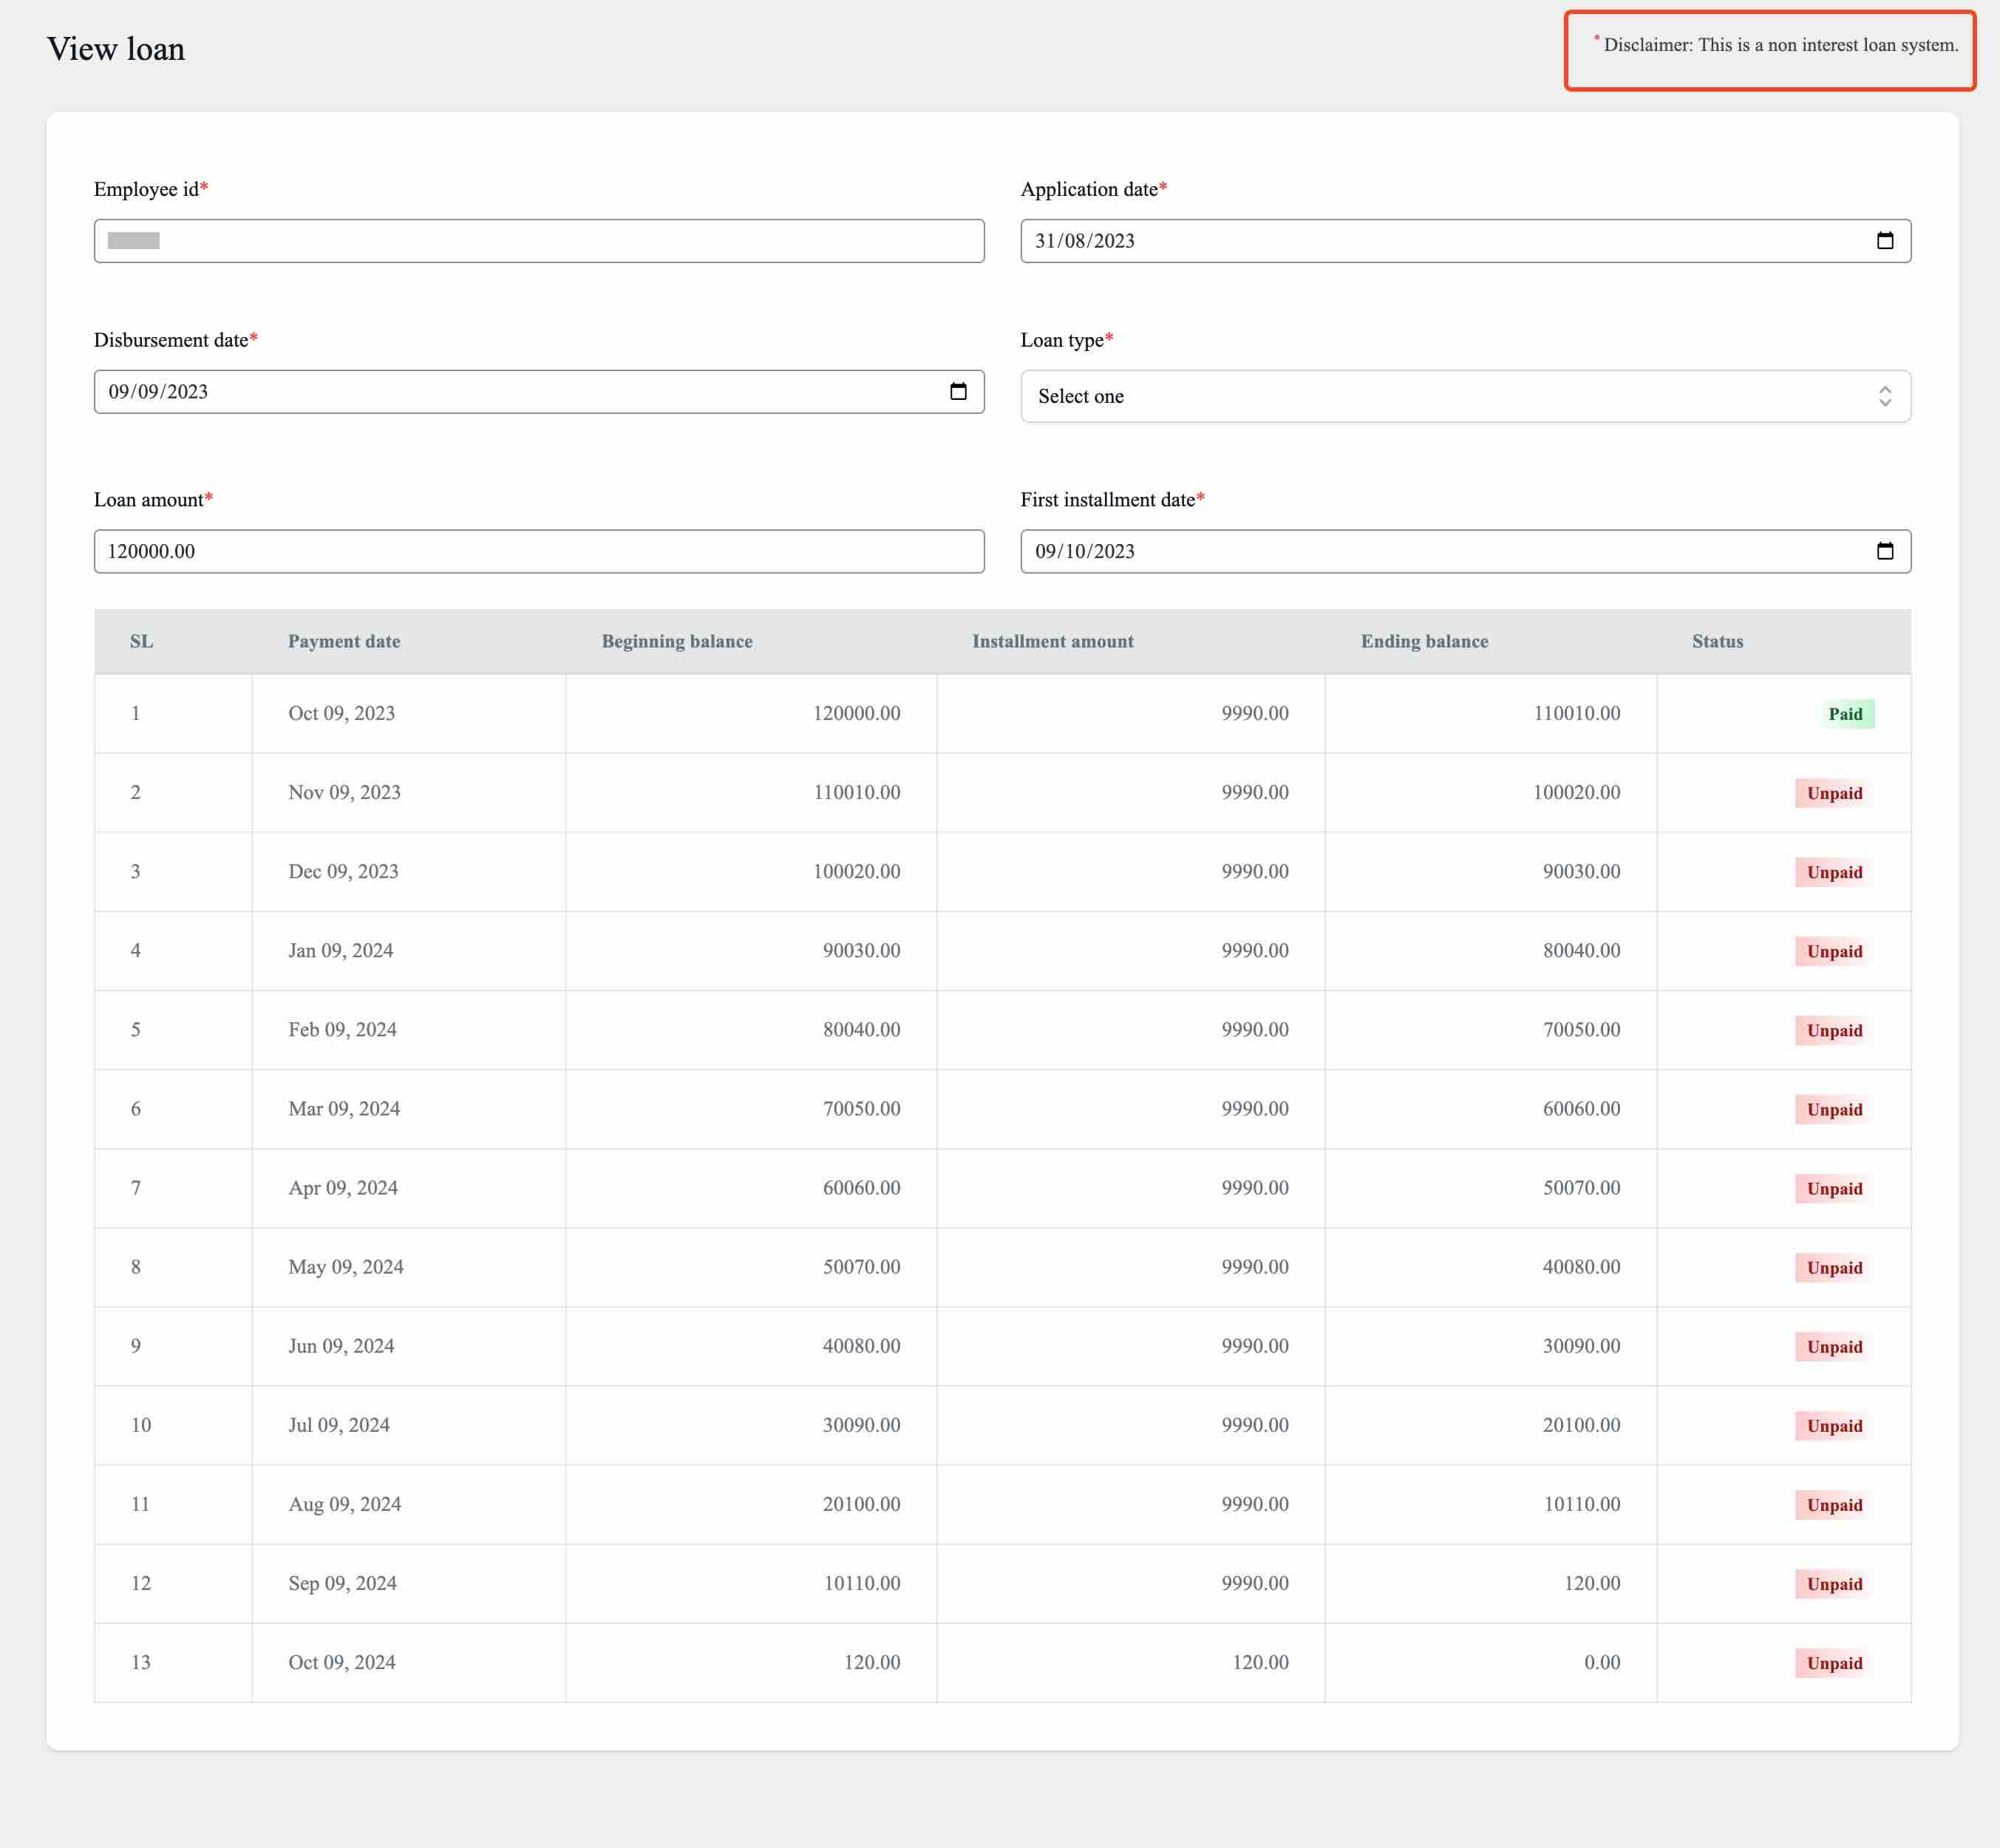 View loan
* Disclaimer: This is a non interest loan system.
Employee id* Application date*
31/08/2023
Disbursement date* Loan type*
09/09/2023 Select one
Loan amount* First installment date*
120000.00 09/10/2023
SL Payment date Beginning balance Installment amount Ending balance Status
1 Oct 09, 2023 120000.00 9990.00 110010.00 Paid
2 Nov 09, 2023 110010.00 9990.00 100020.00 Unpaid
3 Dec 09, 2023 100020.00 9990.00 90030.00 Unpaid
4 Jan 09, 2024 90030.00 9990.00 80040.00 Unpaid
5 Feb 09, 2024 80040.00 9990.00 70050.00 Unpaid
6 Mar 09, 2024 70050.00 9990.00 60060.00 Unpaid
7 Apr 09, 2024 60060.00 9990.00 50070.00 Unpaid
8 May 09, 2024 50070.00 9990.00 40080.00 Unpaid
9 Jun 09, 2024 40080.00 9990.00 30090.00 Unpaid
10 Jul 09, 2024 30090.00 9990.00 20100.00 Unpaid
11 Aug 09, 2024 20100.00 9990.00 10110.00 Unpaid
12 Sep 09, 2024 10110.00 9990.00 120.00 Unpaid
13 Oct 09, 2024 120.00 120.00 0.00 Unpaid